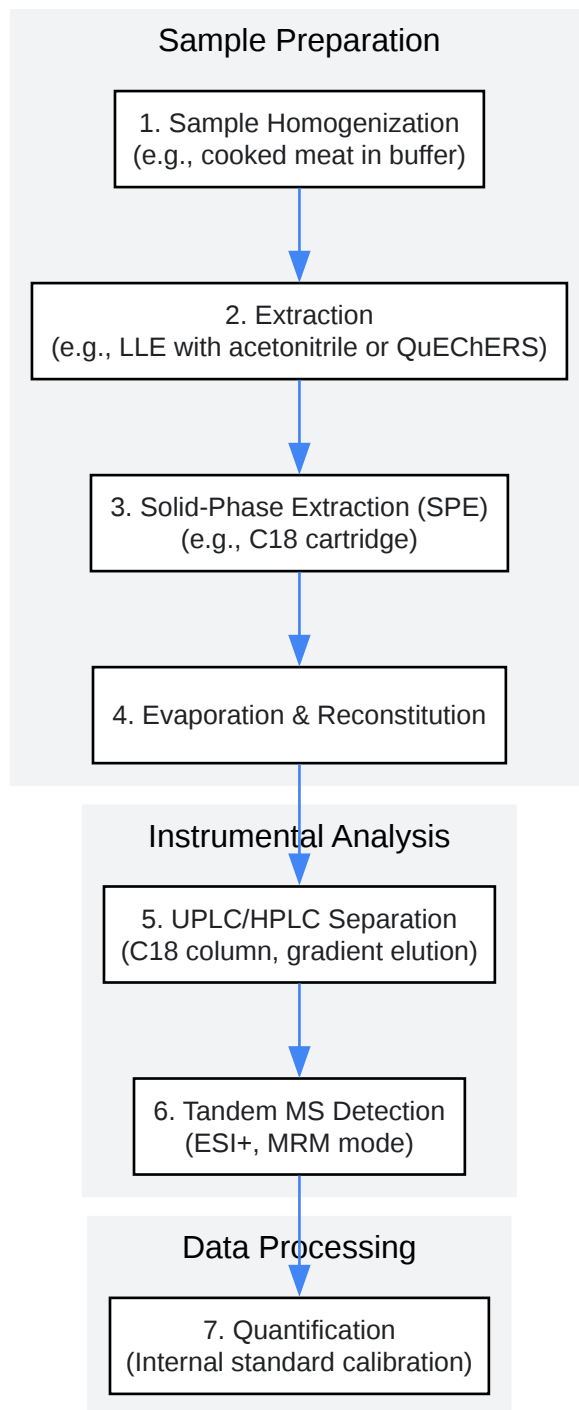 Sample Preparation
1. Sample Homogenization
(e.g., cooked meat in buffer)
2. Extraction
(e.g., LLE with acetonitrile or QuEChERS)
3. Solid-Phase Extraction (SPE)
(e.g., C18 cartridge)
4. Evaporation & Reconstitution
Instrumental Analysis
5. UPLC/HPLC Separation
(C18 column, gradient elution)
6. Tandem MS Detection
(ESI+, MRM mode)
Data Processing
7. Quantification
(Internal standard calibration)